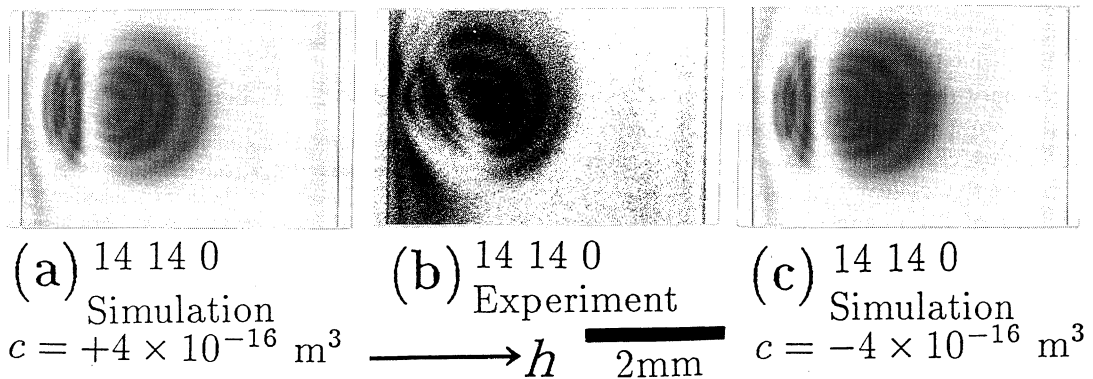 (a) 14 14 0
Simulation
c = +4 × 10⁻¹⁶ m³
(b) 14 14 0
Experiment
h
2mm
(c) 14 14 0
Simulation
c = −4 × 10⁻¹⁶ m³